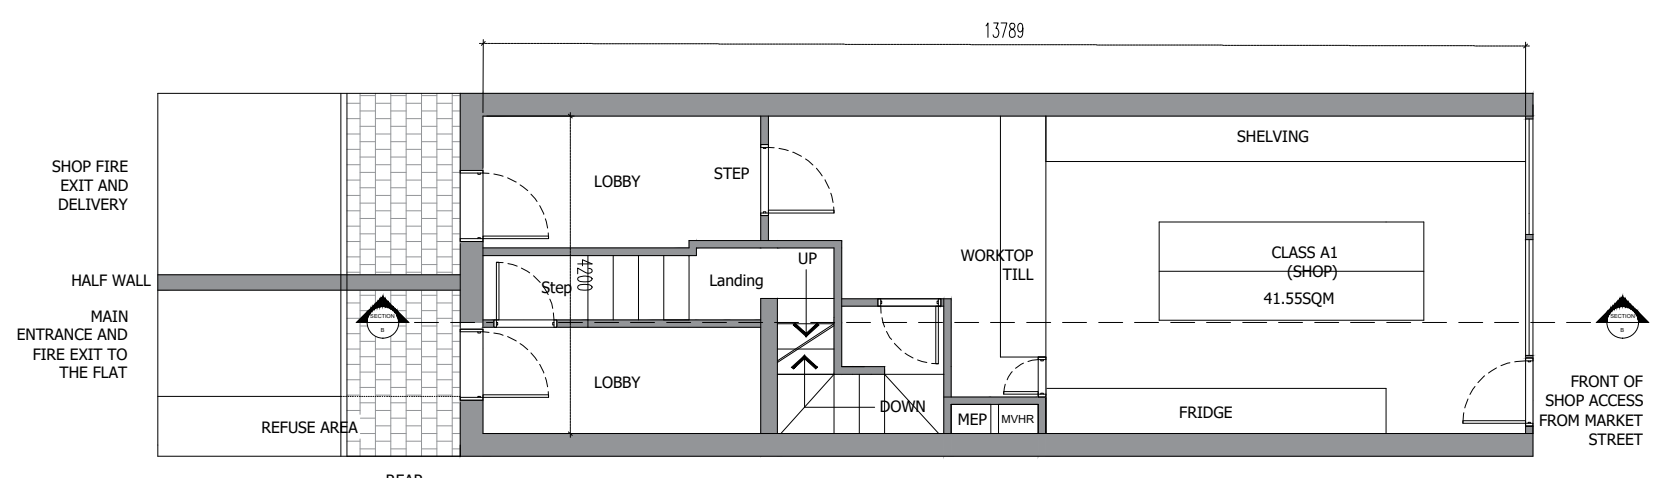 13789
SHELVING
SHOP FIRE
EXIT AND
DELIVERY
LOBBY
STEP
WORKTOP
TILL
CLASS A1
(SHOP)
41.55SQM
HALF WALL
Step
4200
Landing
UP
MAIN
ENTRANCE AND
FIRE EXIT TO
THE FLAT
SECTION
B
SECTION
B
LOBBY
DOWN
MEP
MVHR
FRIDGE
FRONT OF
SHOP ACCESS
FROM MARKET
STREET
REFUSE AREA
REAR